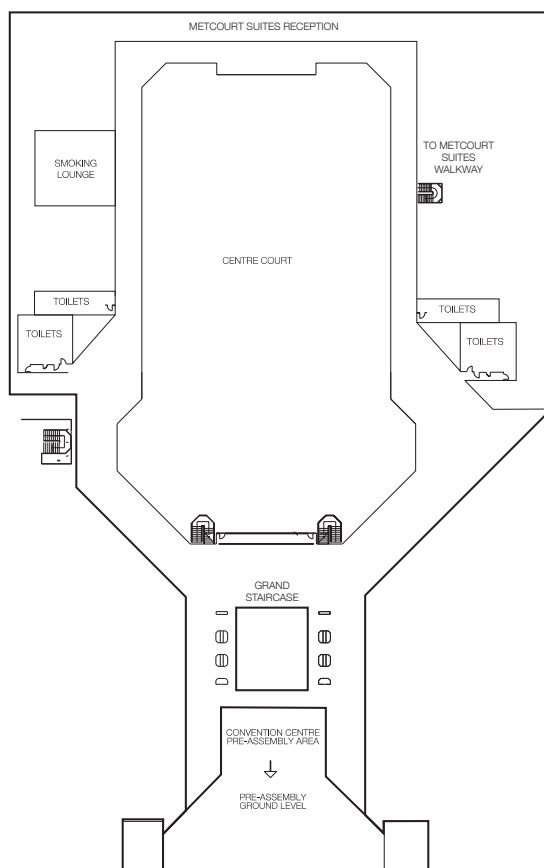 METCOURT SUITES RECEPTION
SMOKING
LOUNGE
TO METCOURT
SUITES
WALKWAY
CENTRE COURT
TOILETS
TOILETS
TOILETS
TOILETS
GRAND
STAIRCASE
CONVENTION CENTRE
PRE-ASSEMBLY AREA
PRE-ASSEMBLY
GROUND LEVEL